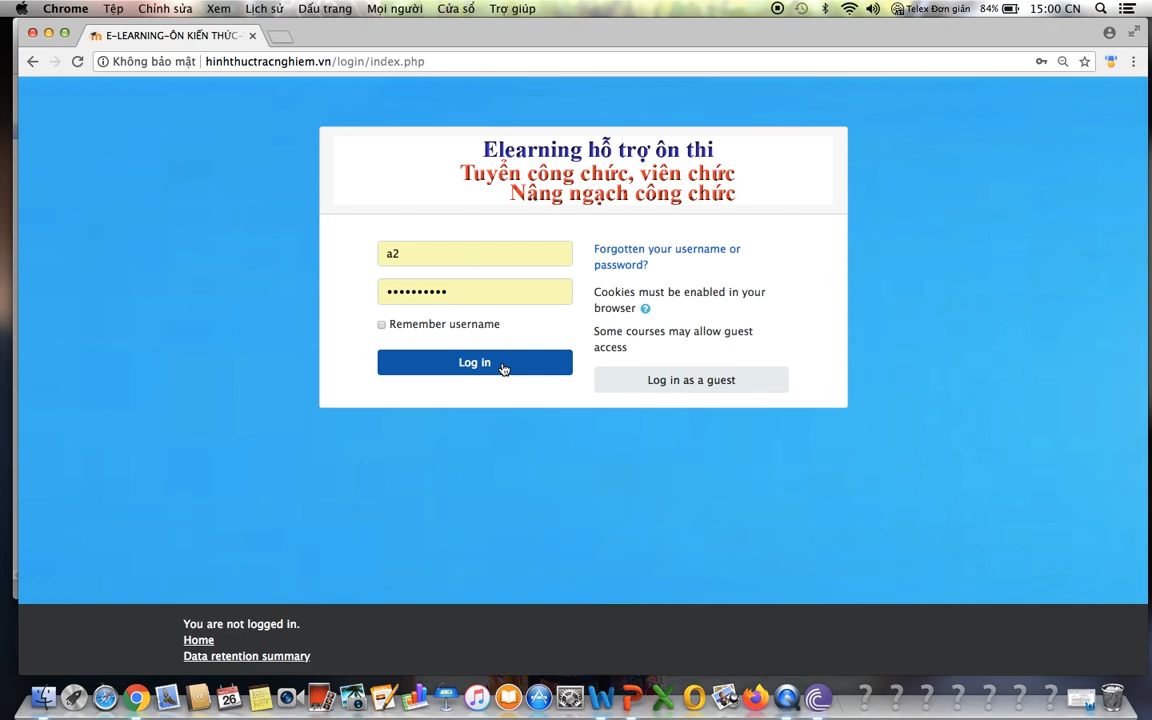 Chrome Tệp Chỉnh sửa Xem Lịch sử Dấu trang Mọi người Cửa sổ Trợ giúp Telex Đơn giản 84% 15:00 CN
E-LEARNING-ÔN KIẾN THỨC-
Không bảo mật hinhthuctracnghiem.vn/login/index.php
Elearning hỗ trợ ôn thi
Tuyển công chức, viên chức
Nâng ngạch công chức
a2
••••••••••
Remember username
Log in
Forgotten your username or
password?
Cookies must be enabled in your
browser ?
Some courses may allow guest
access
Log in as a guest
You are not logged in.
Home
Data retention summary
26